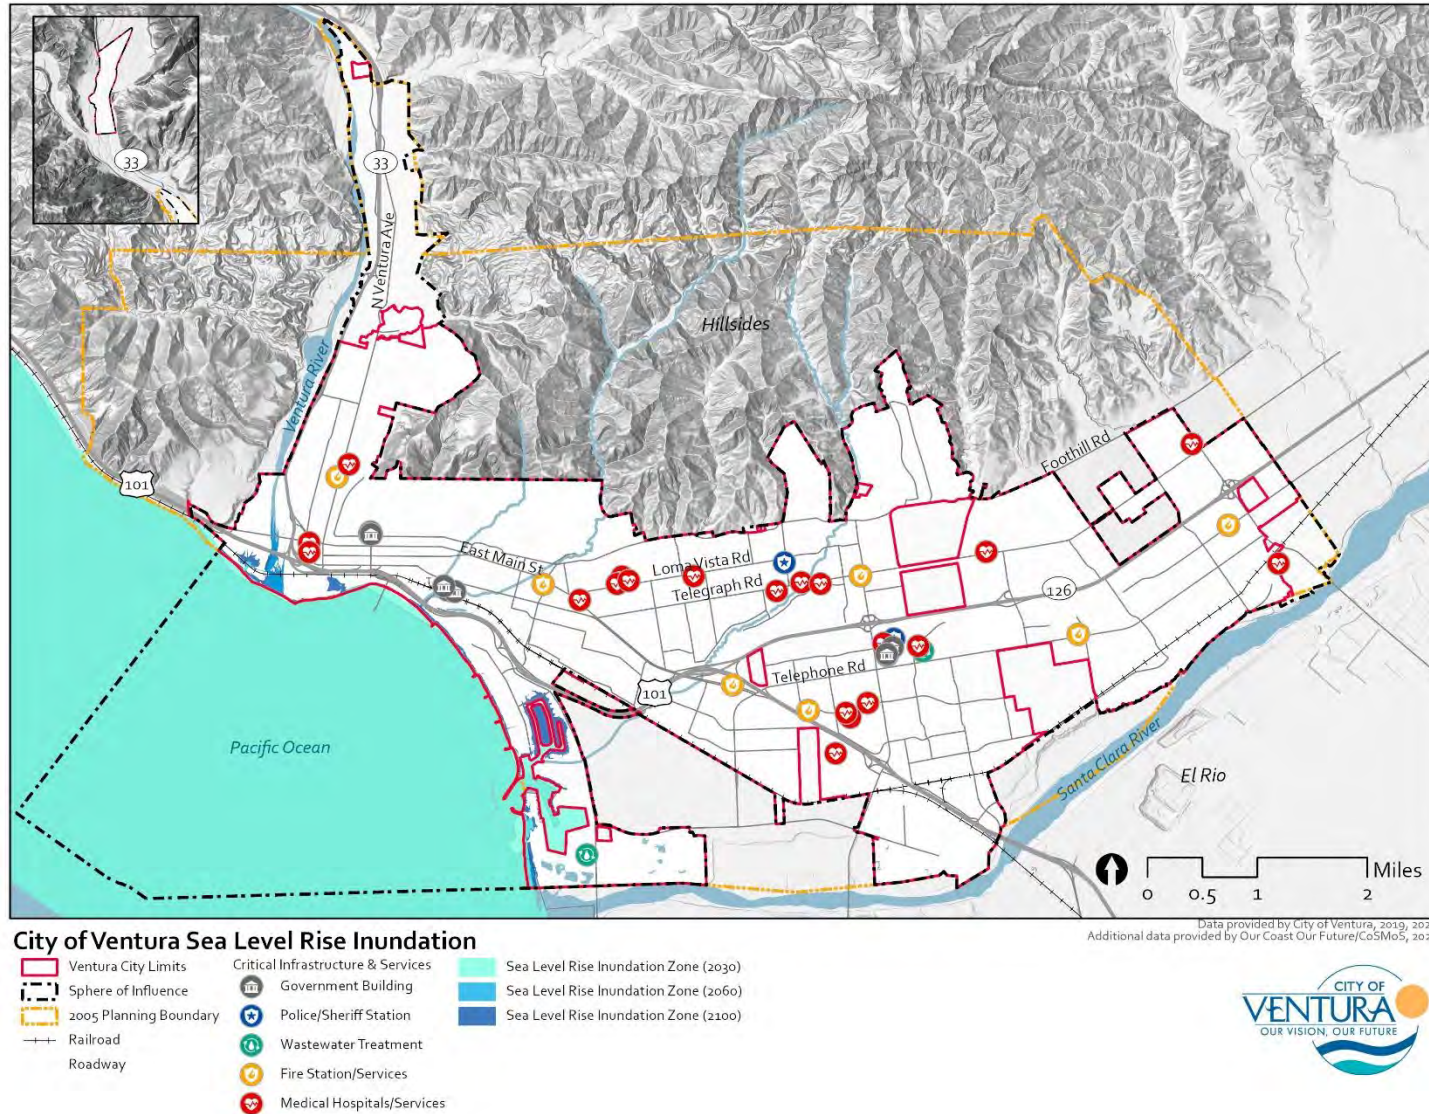 33
33
N Ventura Ave
Hillsides
Ventura River
101
Foothill Rd
East Main St
Loma Vista Rd
Telegraph Rd
126
Telephone Rd
101
Pacific Ocean
Santa Clara River
El Rio
Miles
0 0.5 1 2
Data provided by City of Ventura, 2019,
Additional data provided by Our Coast Our Future/CoSMoS,
City of Ventura Sea Level Rise Inundation
Ventura City Limits
Sphere of Influence
2005 Planning Boundary
Railroad
Roadway
Critical Infrastructure & Services
Government Building
Police/Sheriff Station
Wastewater Treatment
Fire Station/Services
Medical Hospitals/Services
Sea Level Rise Inundation Zone (2030)
Sea Level Rise Inundation Zone (2060)
Sea Level Rise Inundation Zone (2100)
CITY OF
VENTURA
OUR VISION, OUR FUTURE